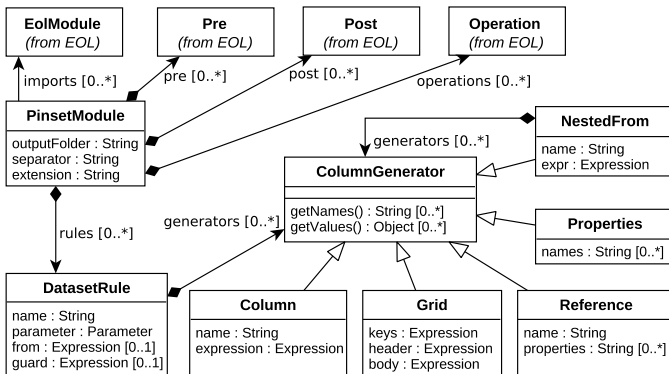 EolModule
(from EOL)
Pre
(from EOL)
Post
(from EOL)
Operation
(from EOL)
imports [0..*]
pre [0..*]
post [0..*]
operations [0..*]
PinsetModule
outputFolder : String
separator : String
extension : String
rules [0..*]
generators [0..*]
generators [0..*]
NestedFrom
name : String
expr : Expression
ColumnGenerator
getNames() : String [0..*]
getValues() : Object [0..*]
Properties
names : String [0..*]
DatasetRule
name : String
parameter : Parameter
from : Expression [0..1]
guard : Expression [0..1]
Column
name : String
expression : Expression
Grid
keys : Expression
header : Expression
body : Expression
Reference
name : String
properties : String [0..*]